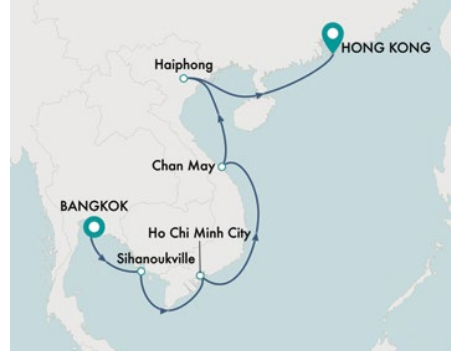 HONG KONG
Haiphong
Chan May
BANGKOK
Ho Chi Minh City
Sihanoukville